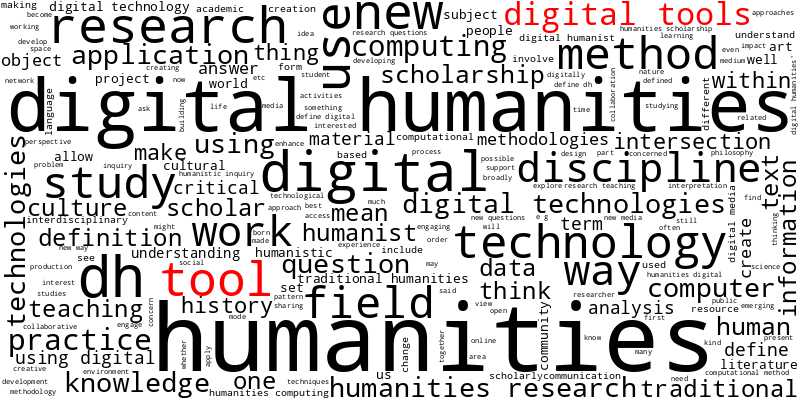 making
digital technology
academic
creation
use
new
subject
digital tools
approaches
become
research
idea
research questions
people
digital humanist
humanities scholarship
working
learning
understand
develop
application
thing
computing
method
even
impact
art
space
object
creating
answer
form
developing
involve
medium
well
project
now
world
etc
student
scholarship
digitally
nature
within
network
define dh
defined
language
digital humanities
ask
building
life
media
activities
something
define digital
interested
time
collaboration
studying
different
related
digital humanities
perspective
make
using
enhance
material
computational
methodologies
intersection
technologies
allow
cultural
based
process
possible
design
part
concerned
philosophy
problem
inquiry
humanistic inquiry
digital
support
discipline
text
information
study
critical
technological
much
broadly
explore
research teaching
interpretation
culture
content
scholar
approach
best
access
mean
digital technologies
digital media
find
interdisciplinary
might
work
born
made
humanist
engaging
new questions
e g
new media
still
thinking
definition
new way
experience
order
will
term
often
create
see
understanding
humanistic
include
technology
production
dh
social
question
may
data
way
used
humanities digital
science
interest
tool
traditional humanities
think
computer
studies
set
pattern
said
researcher
public
emerging
teaching
concern
history
sharing
field
view
open
analysis
resource
collaborative
engage
mode
community
first
human
practice
whether
humanities
together
online
know
kind
present
using digital
apply
change
area
many
define
creative
environment
literature
development
knowledge
one
techniques
us
scholarly
communication
need
computational method
methodology
humanities computing
humanities research
traditional